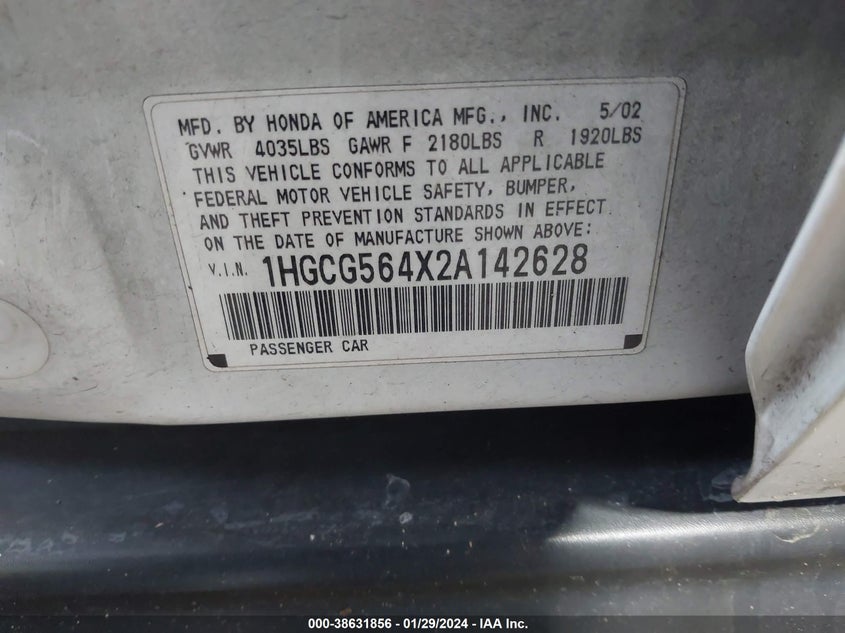 MFD. BY HONDA OF AMERICA MFG., INC. 5/02
GVWR 4035LBS GAWR F 2180LBS R 1920LBS
THIS VEHICLE CONFORMS TO ALL APPLICABLE
FEDERAL MOTOR VEHICLE SAFETY, BUMPER,
AND THEFT PREVENTION STANDARDS IN EFFECT
ON THE DATE OF MANUFACTURE SHOWN ABOVE:
V.I.N. 1HGCG564X2A142628
PASSENGER CAR
000-38631856 - 01/29/2024 - IAA Inc.